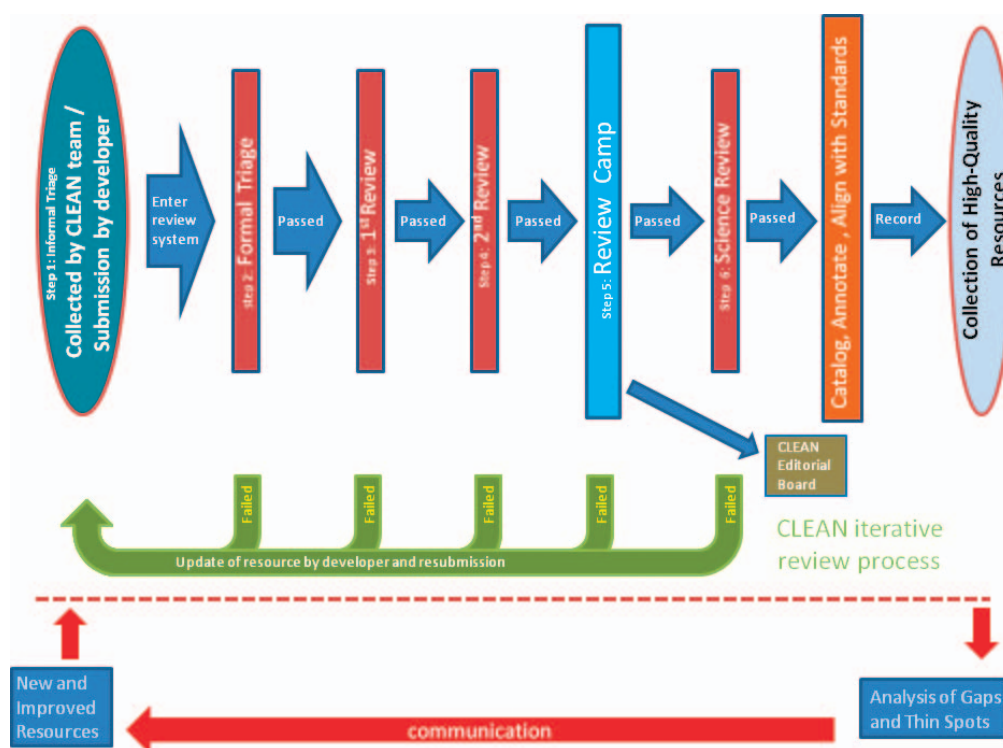 Step 1: Informal Triage
Collected by CLEAN team /
Submission by developer
Enter
review
system
step 2: Formal Triage
Passed
Step 3: 1st Review
Passed
Step 4: 2nd Review
Passed
Step 5: Review Camp
Passed
Step 6: Science Review
Passed
Catalog, Annotate , Align with Standards
Record
Collection of High-Quality
Resources
CLEAN
Editorial
Board
Failed
Failed
Failed
Failed
Failed
Update of resource by developer and resubmission
CLEAN iterative
review process
New and
Improved
Resources
communication
Analysis of Gaps
and Thin Spots